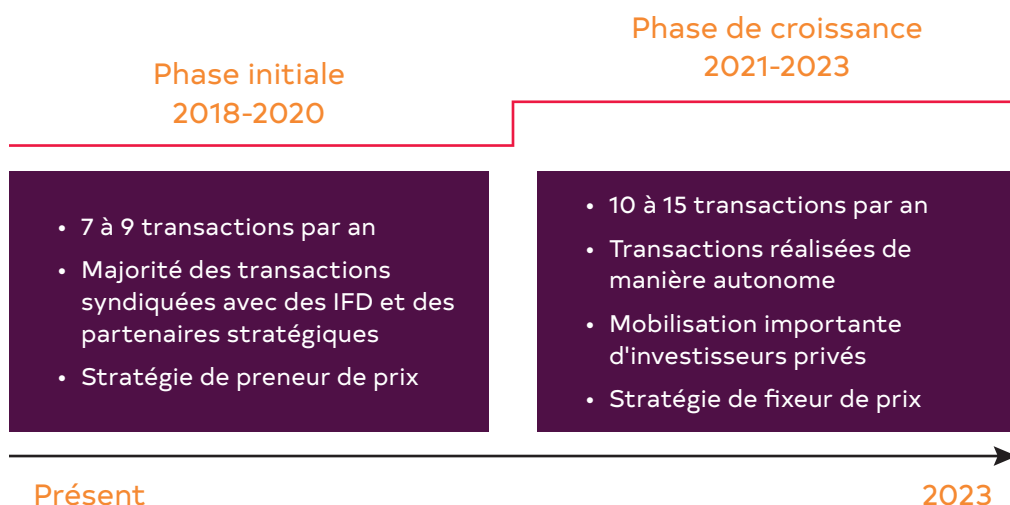 Phase initiale
2018-2020
Phase de croissance
2021-2023
• 7 à 9 transactions par an
• Majorité des transactions
syndiquées avec des IFD et des
partenaires stratégiques
• Stratégie de preneur de prix
• 10 à 15 transactions par an
• Transactions réalisées de
manière autonome
• Mobilisation importante
d'investisseurs privés
• Stratégie de fixeur de prix
Présent
2023